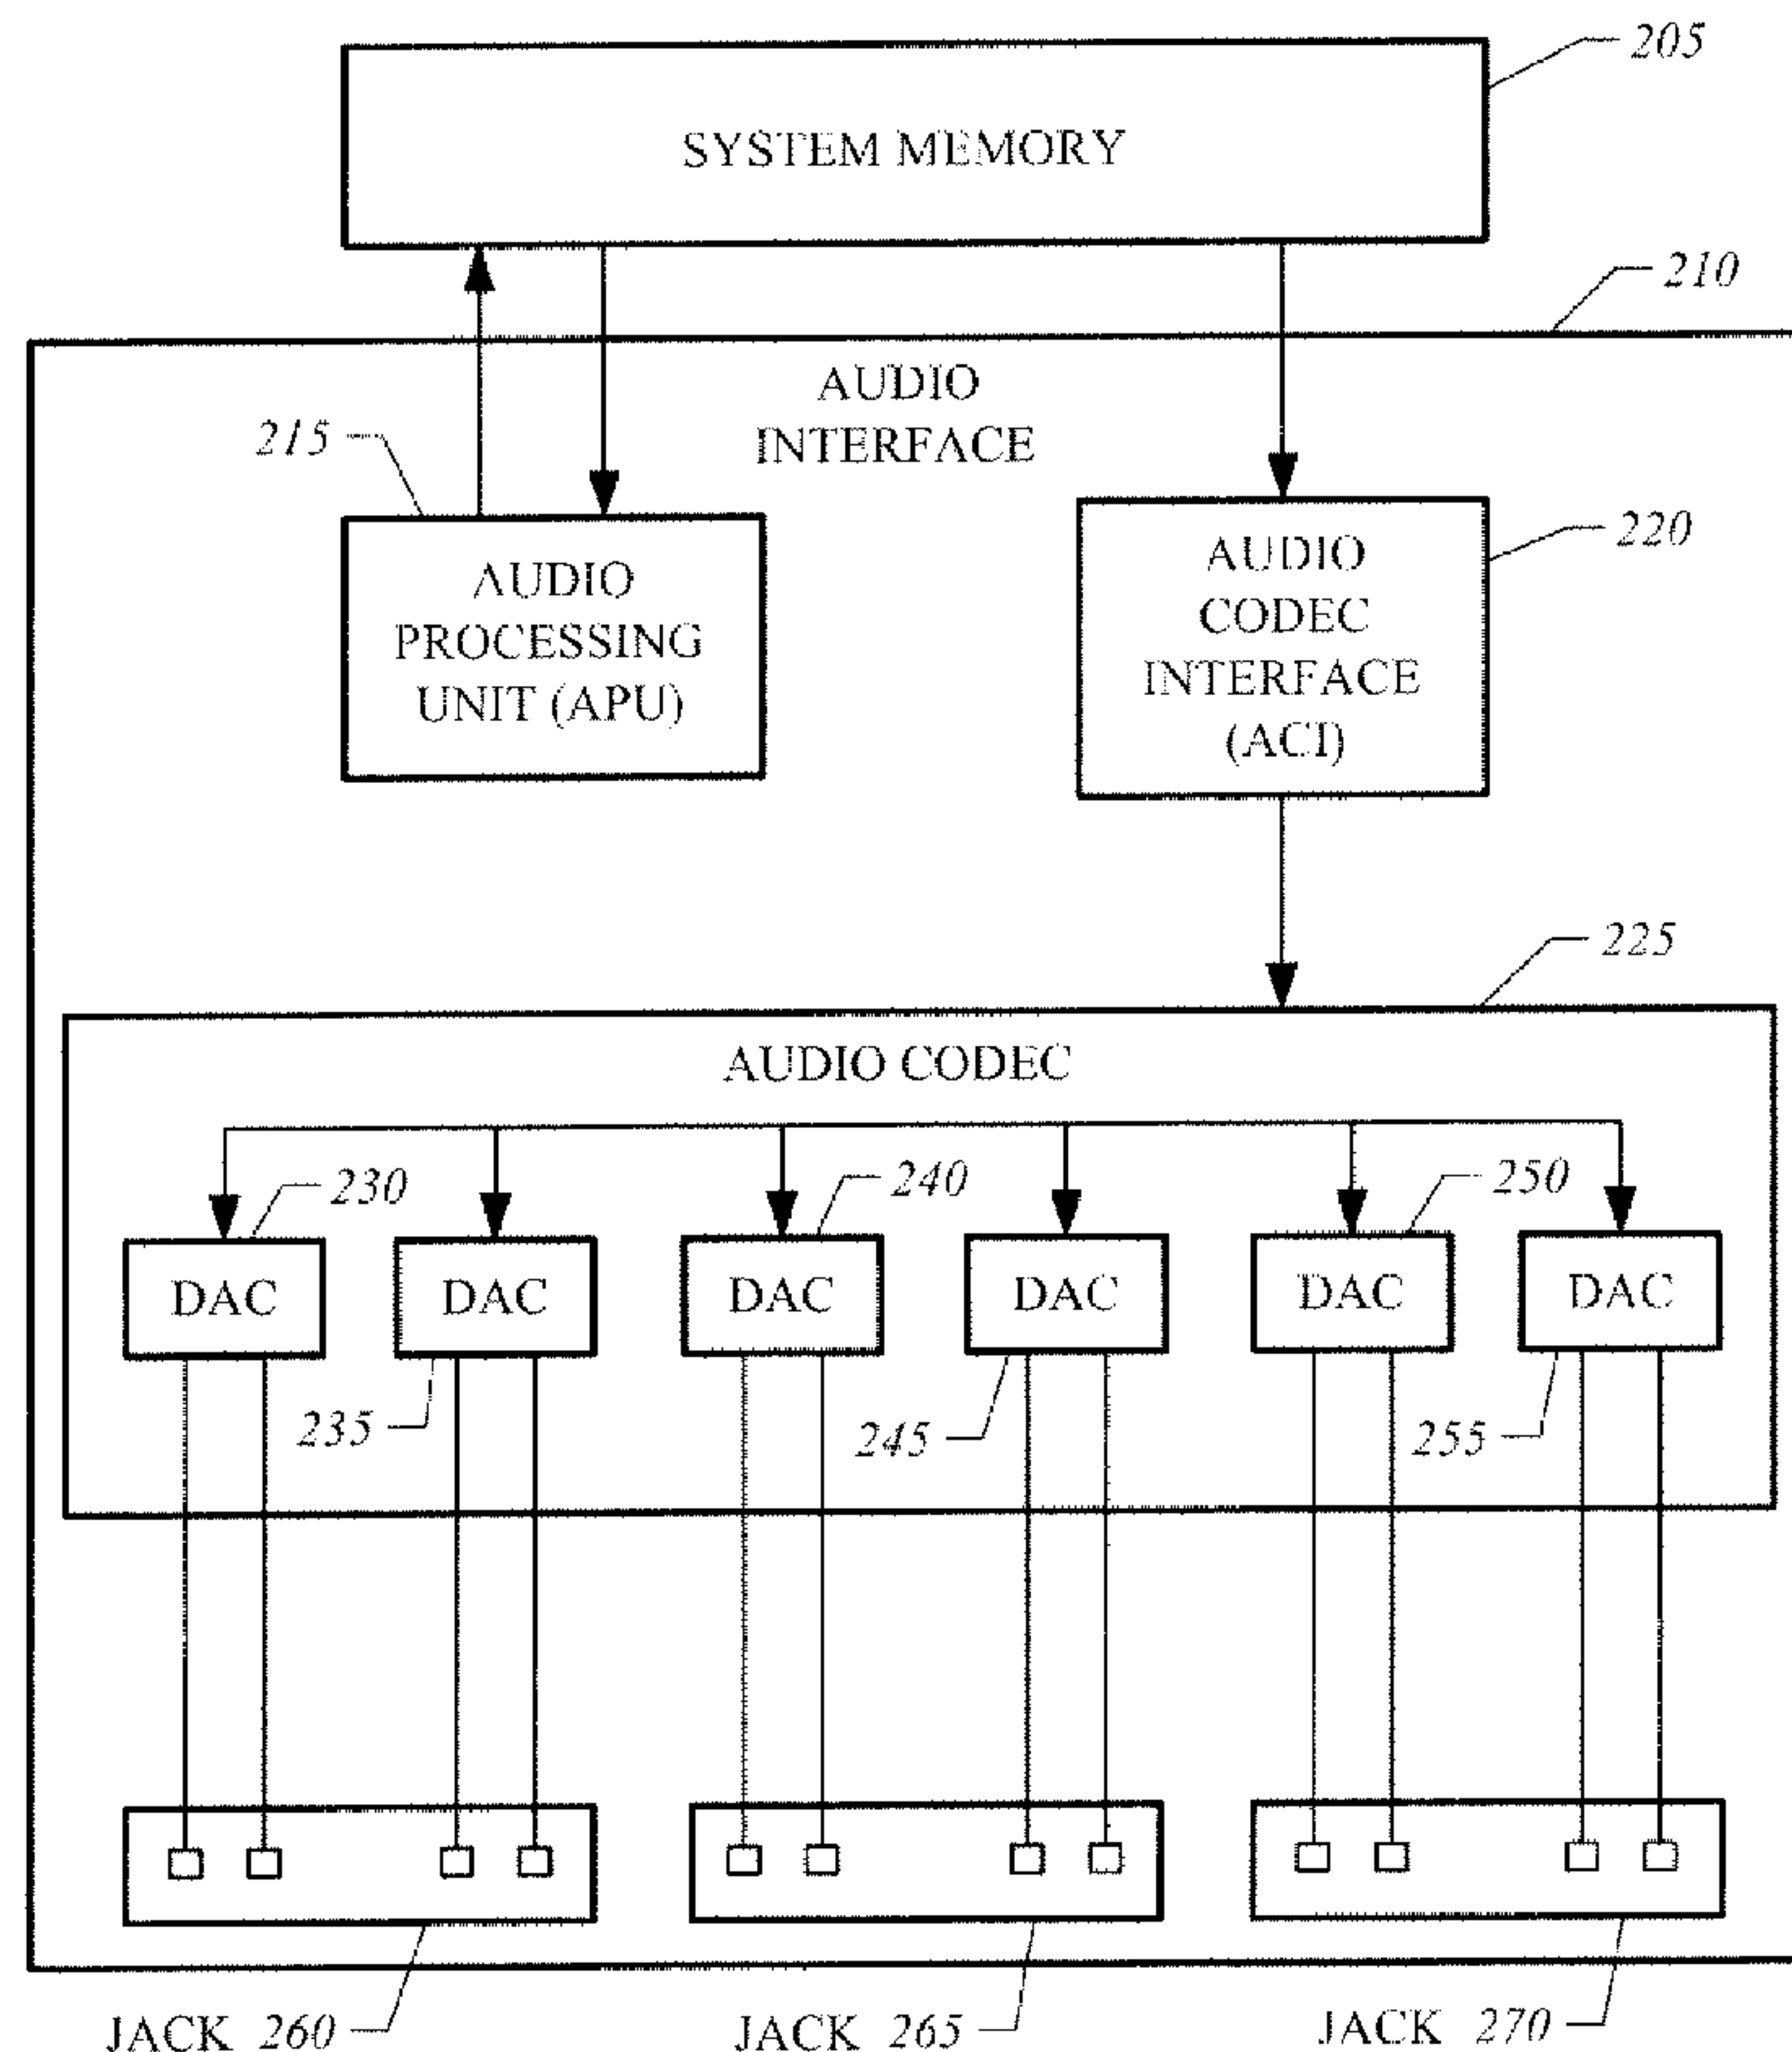 205
SYSTEM MEMORY
210
AUDIO
INTERFACE
215
220
AUDIO
PROCESSING
UNIT (APU)
AUDIO
CODEC
INTERFACE
(ACI)
225
AUDIO CODEC
230
240
250
DAC
DAC
DAC
DAC
DAC
DAC
235
245
255
JACK 260
JACK 265
JACK 270